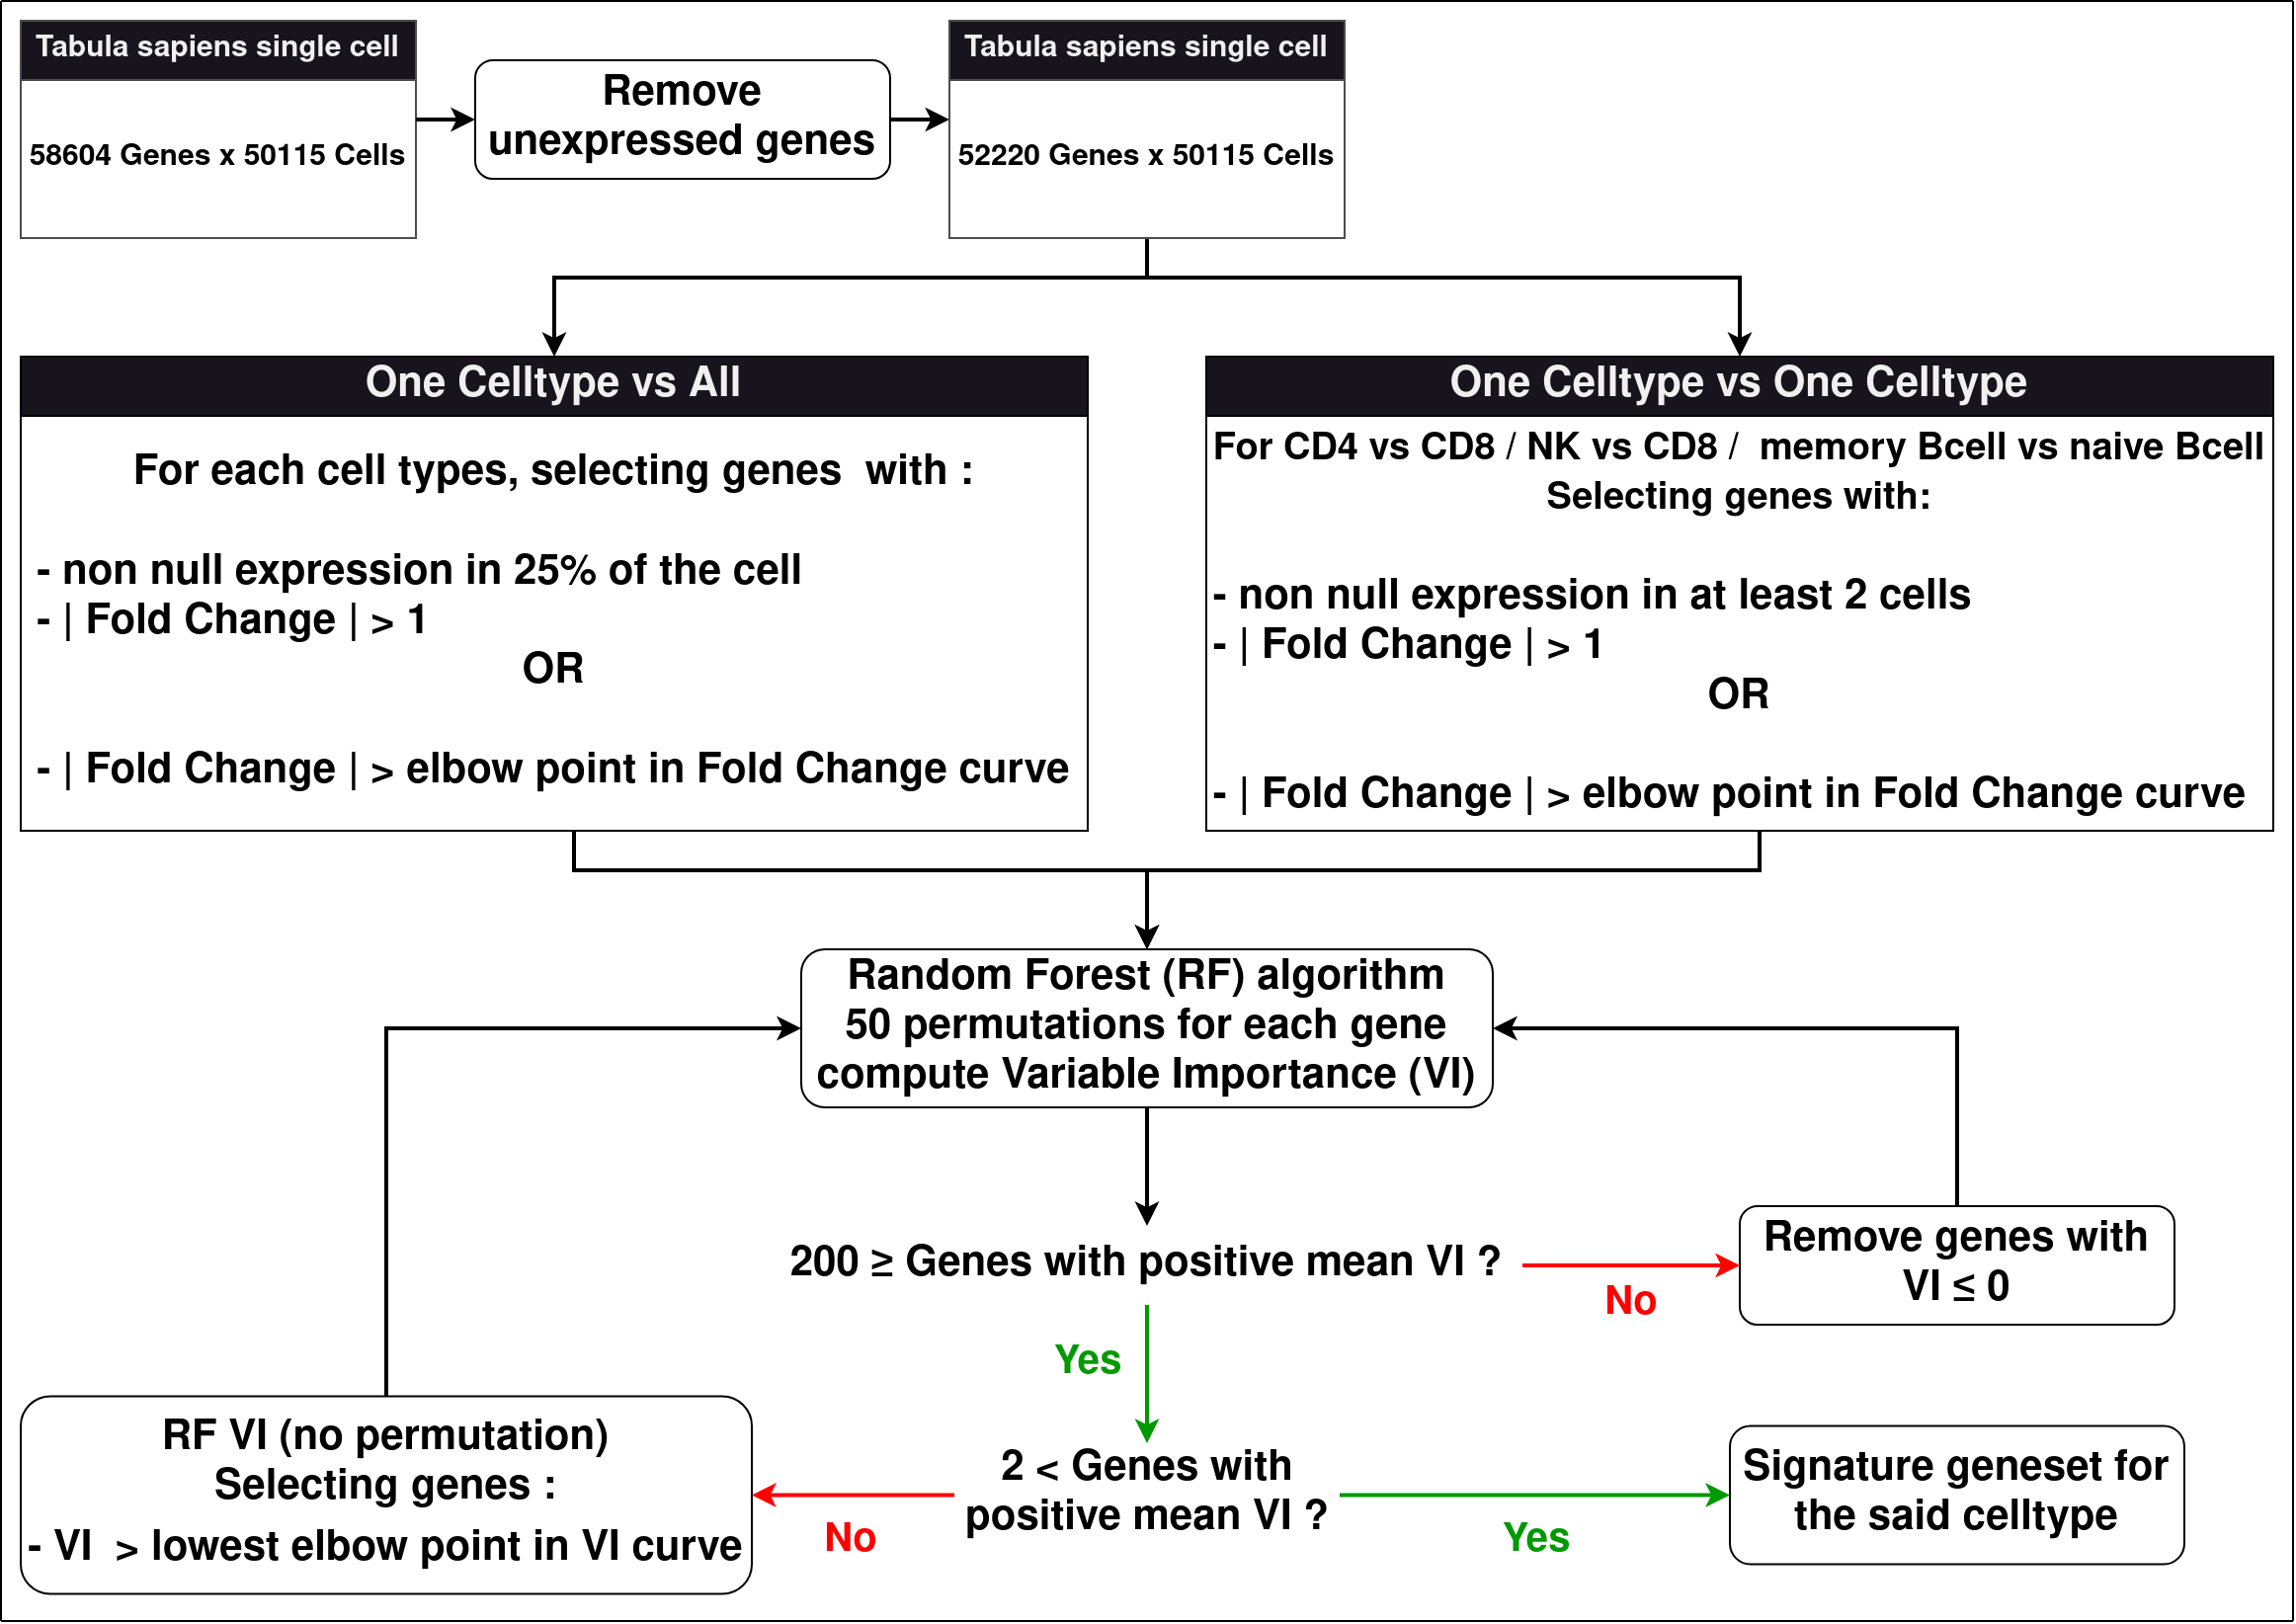 Tabula sapiens single cell
58604 Genes x 50115 Cells
Remove
unexpressed genes
Tabula sapiens single cell
52220 Genes x 50115 Cells
One Celltype vs All
For each cell types, selecting genes  with :
- non null expression in 25% of the cell
- | Fold Change | > 1
OR
- | Fold Change | > elbow point in Fold Change curve
One Celltype vs One Celltype
For CD4 vs CD8 / NK vs CD8 /  memory Bcell vs naive Bcell
Selecting genes with:
- non null expression in at least 2 cells
- | Fold Change | > 1
OR
- | Fold Change | > elbow point in Fold Change curve
Random Forest (RF) algorithm
50 permutations for each gene
compute Variable Importance (VI)
200 ≥ Genes with positive mean VI ?
No
Remove genes with
VI ≤ 0
Yes
RF VI (no permutation)
Selecting genes :
- VI  > lowest elbow point in VI curve
No
2 < Genes with
positive mean VI ?
Yes
Signature geneset for
the said celltype